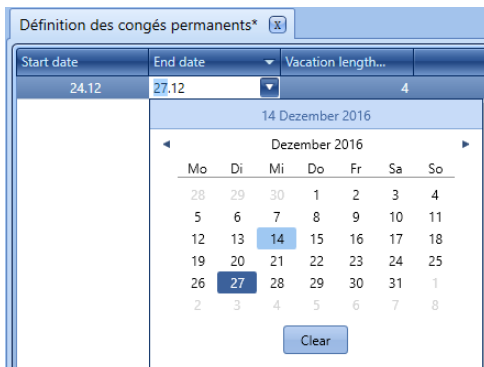 Définition des congés permanents* x
Start date End date Vacation length...
24.12 27.12 4
14 Dezember 2016
Dezember 2016
Mo Di Mi Do Fr Sa So
28 29 30 1 2 3 4
5 6 7 8 9 10 11
12 13 14 15 16 17 18
19 20 21 22 23 24 25
26 27 28 29 30 31 1
2 3 4 5 6 7 8
Clear